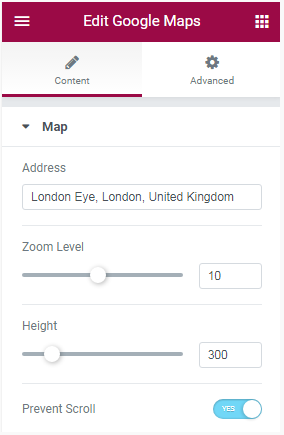 Edit Google Maps
Content Advanced
Map
Address
London Eye, London, United Kingdom
Zoom Level
10
Height
300
Prevent Scroll YES